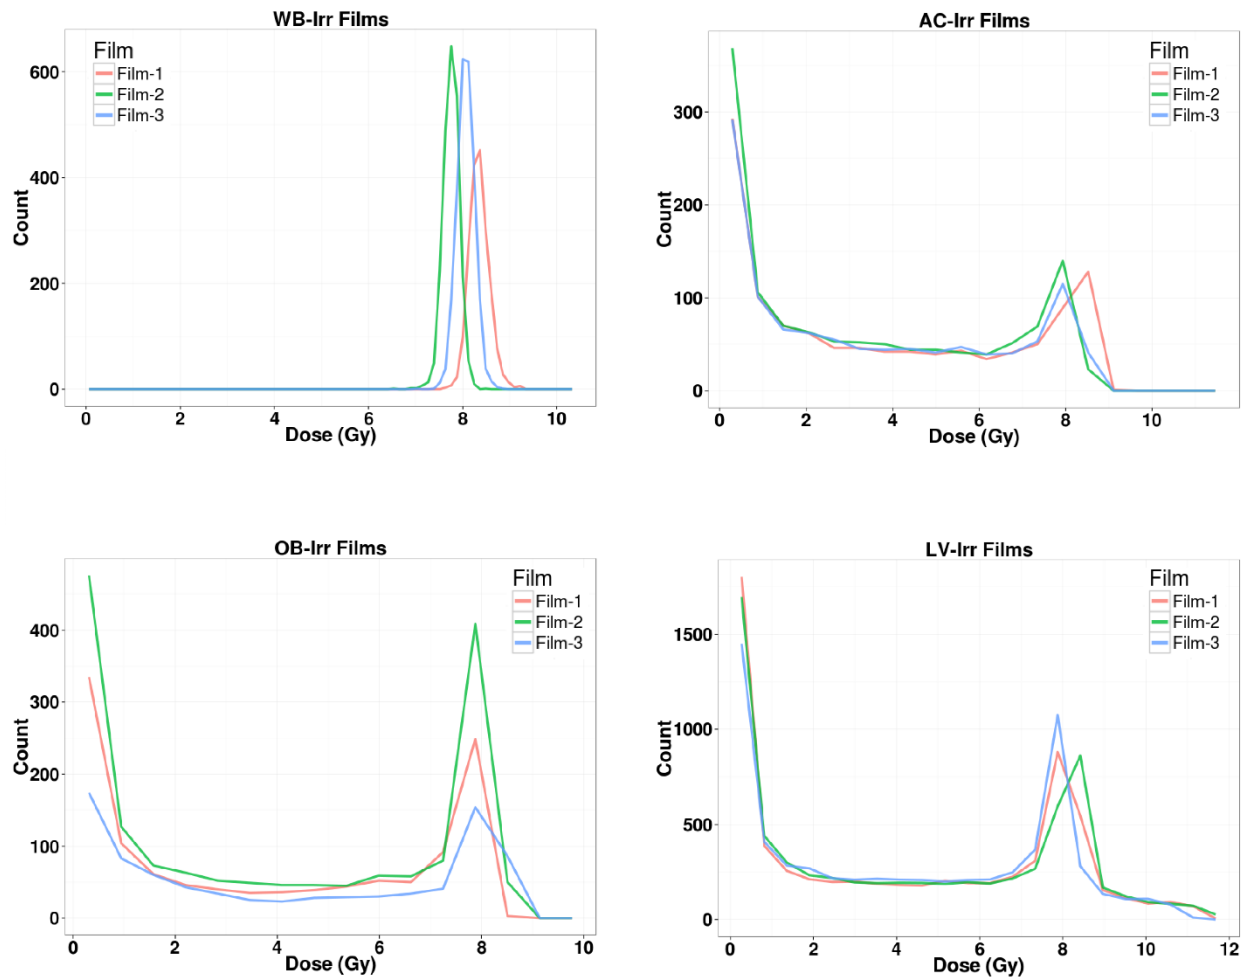 WB-Irr Films
Film
Film-1
Film-2
Film-3
600
400
200
0
Count
0 2 4 6 8 10
Dose (Gy)
AC-Irr Films
Film
Film-1
Film-2
Film-3
300
200
100
0
Count
0 2 4 6 8 10
Dose (Gy)
OB-Irr Films
Film
Film-1
Film-2
Film-3
400
300
200
100
0
Count
0 2 4 6 8 10
Dose (Gy)
LV-Irr Films
Film
Film-1
Film-2
Film-3
1500
1000
500
0
Count
0 2 4 6 8 10 12
Dose (Gy)